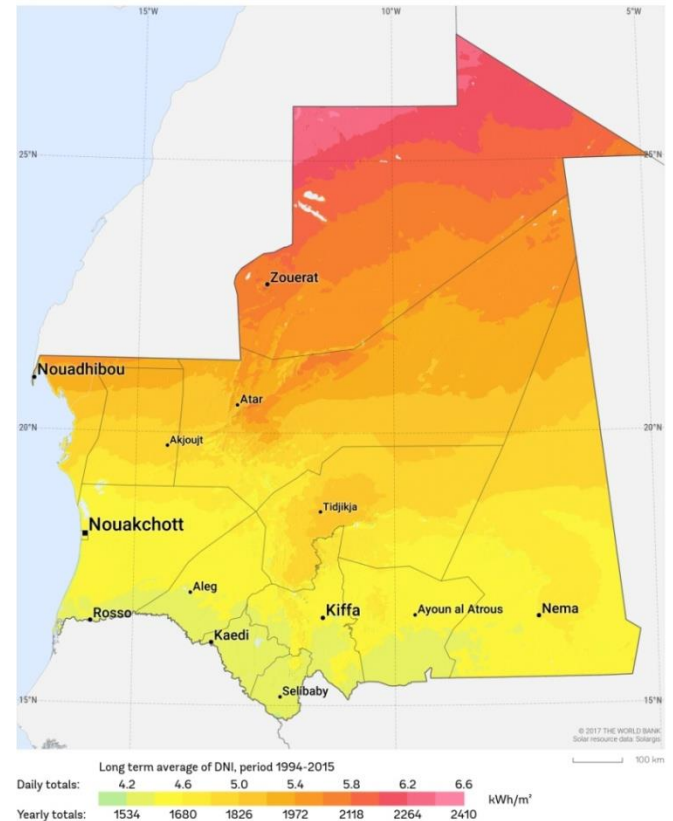 15°W 10°W 5°W
25°N 25°N
Zouerat
Nouadhibou
Atar
20°N 20°N
Akjoujt
Tidjikja
Nouakchott
Aleg
Rosso Kiffa Ayoun al Atrous Nema
Kaedi
Selibaby
15°N 15°N
© 2017 THE WORLD BANK
Solar resource data: Solargis
100 km
Long term average of DNI, period 1994-2015
Daily totals: 4.2 4.6 5.0 5.4 5.8 6.2 6.6
kWh/m²
Yearly totals: 1534 1680 1826 1972 2118 2264 2410